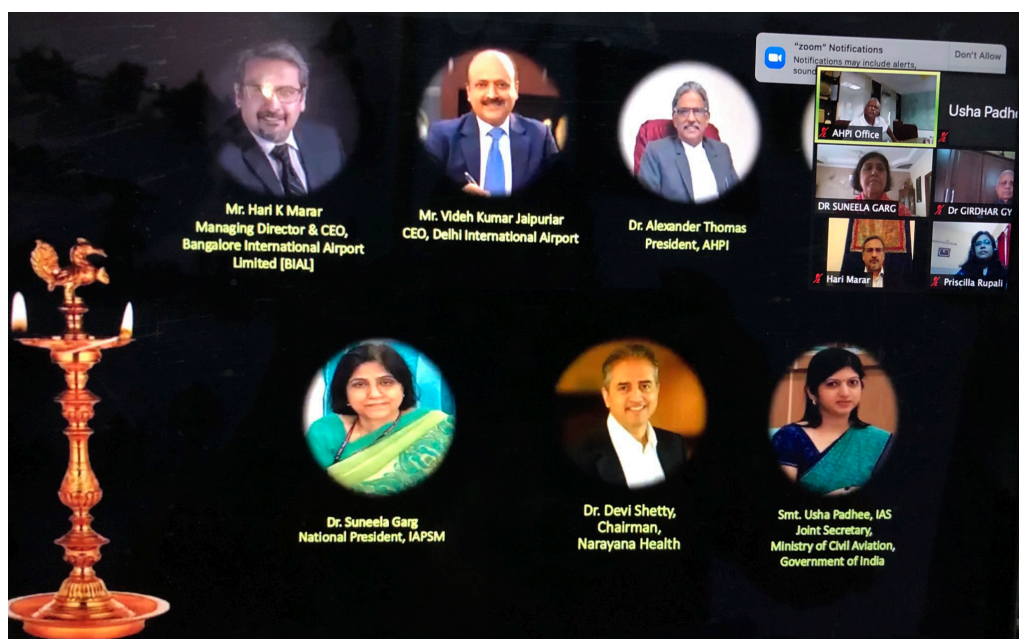 "zoom" Notifications
Notifications may include alerts,
Don't Allow
AHPI Office
Usha
DR SUNEELA GARG
Dr GIRDHAR
Hari Marar
Priscilla Rupali
Mr. Hari K Marar
Managing Director & CEO,
Bangalore International Airport
Limited [BIAL]
Mr. Videh Kumar Jaipuriar
CEO, Delhi International Airport
Dr. Alexander Thomas
President, AHPI
Dr. Suneela Garg
National President, IAPSM
Dr. Devi Shetty,
Chairman,
Narayana Health
Smt. Usha Padhee, IAS
Joint Secretary,
Ministry of Civil Aviation,
Government of India